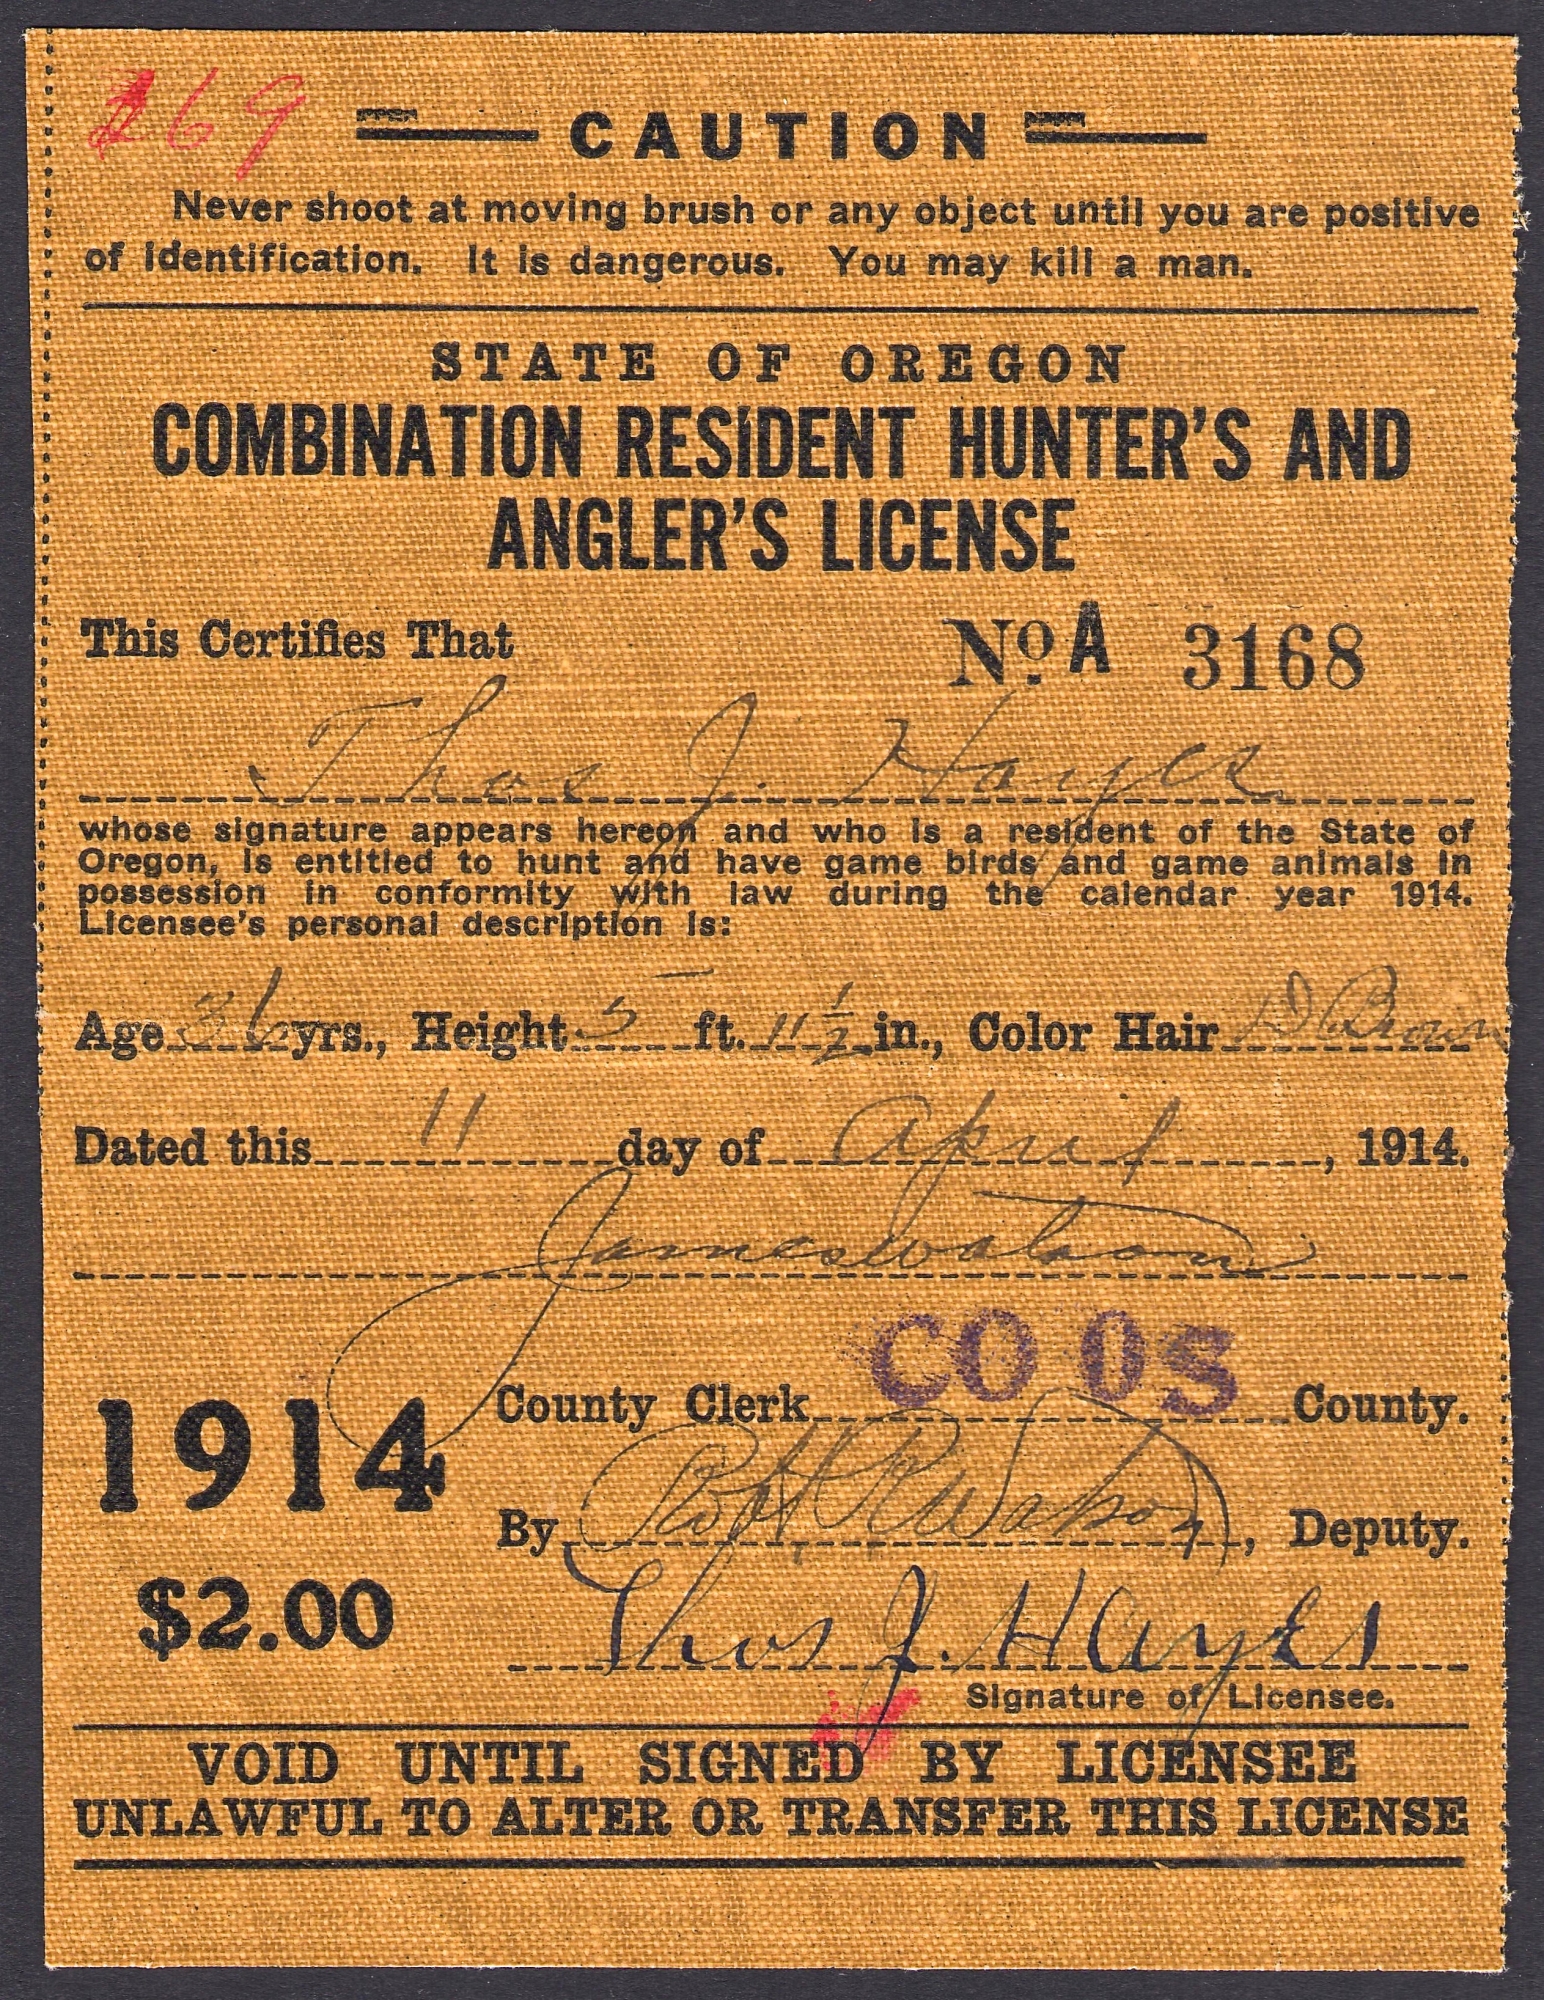 269
CAUTION
Never shoot at moving brush or any object until you are positive
of identification. It is dangerous. You may kill a man.
STATE OF OREGON
COMBINATION RESIDENT HUNTER'S AND
ANGLER'S LICENSE
This Certifies That
No. A 3168
Thos J. Hayes
whose signature appears hereon and who is a resident of the State of
Oregon, is entitled to hunt and have game birds and game animals in
possession in conformity with law during the calendar year 1914.
Licensee's personal description is:
Age 36 yrs., Height 5 ft. 11 1/2 in., Color Hair D Brown
Dated this 11 day of April, 1914.
James Watson
County Clerk COOS County.
1914
By Robt R Watson, Deputy.
$2.00
Thos J. Hayes
Signature of Licensee.
VOID UNTIL SIGNED BY LICENSEE
UNLAWFUL TO ALTER OR TRANSFER THIS LICENSE